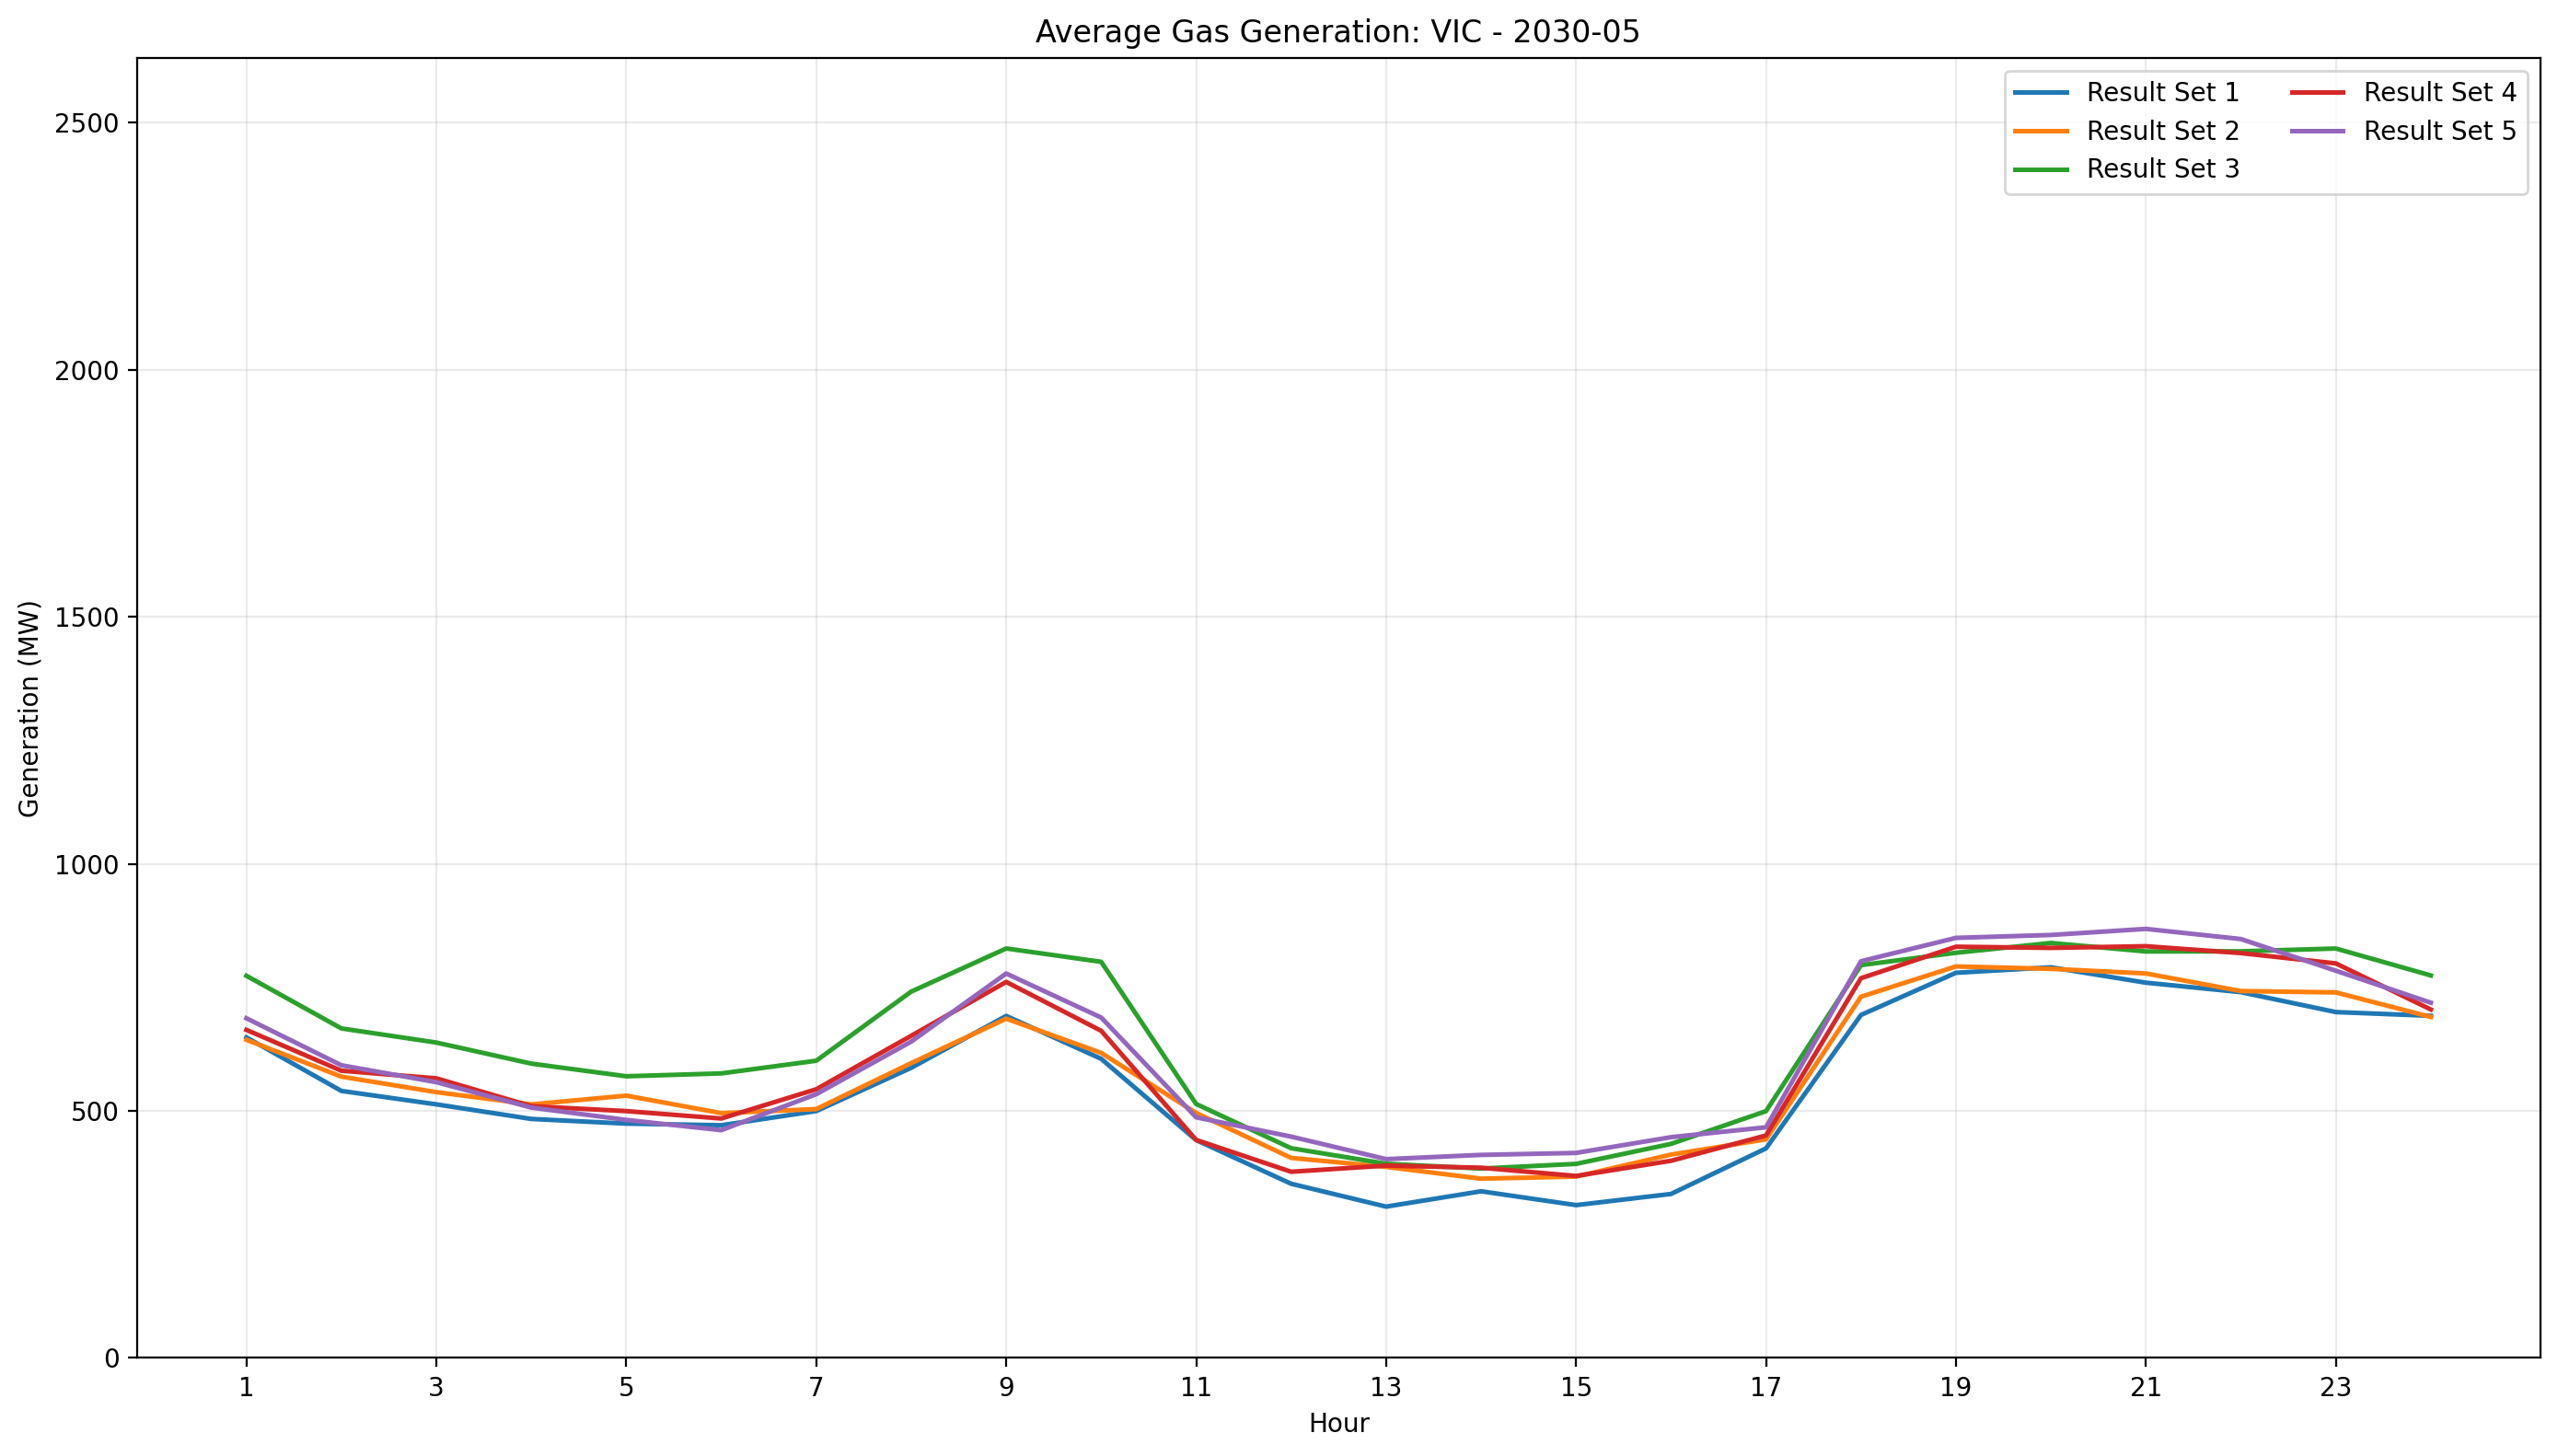 Average Gas Generation: VIC - 2030-05
Result Set 1
Result Set 2
Result Set 3
Result Set 4
Result Set 5
Generation (MW)
2500
2000
1500
1000
500
0
1 3 5 7 9 11 13 15 17 19 21 23
Hour